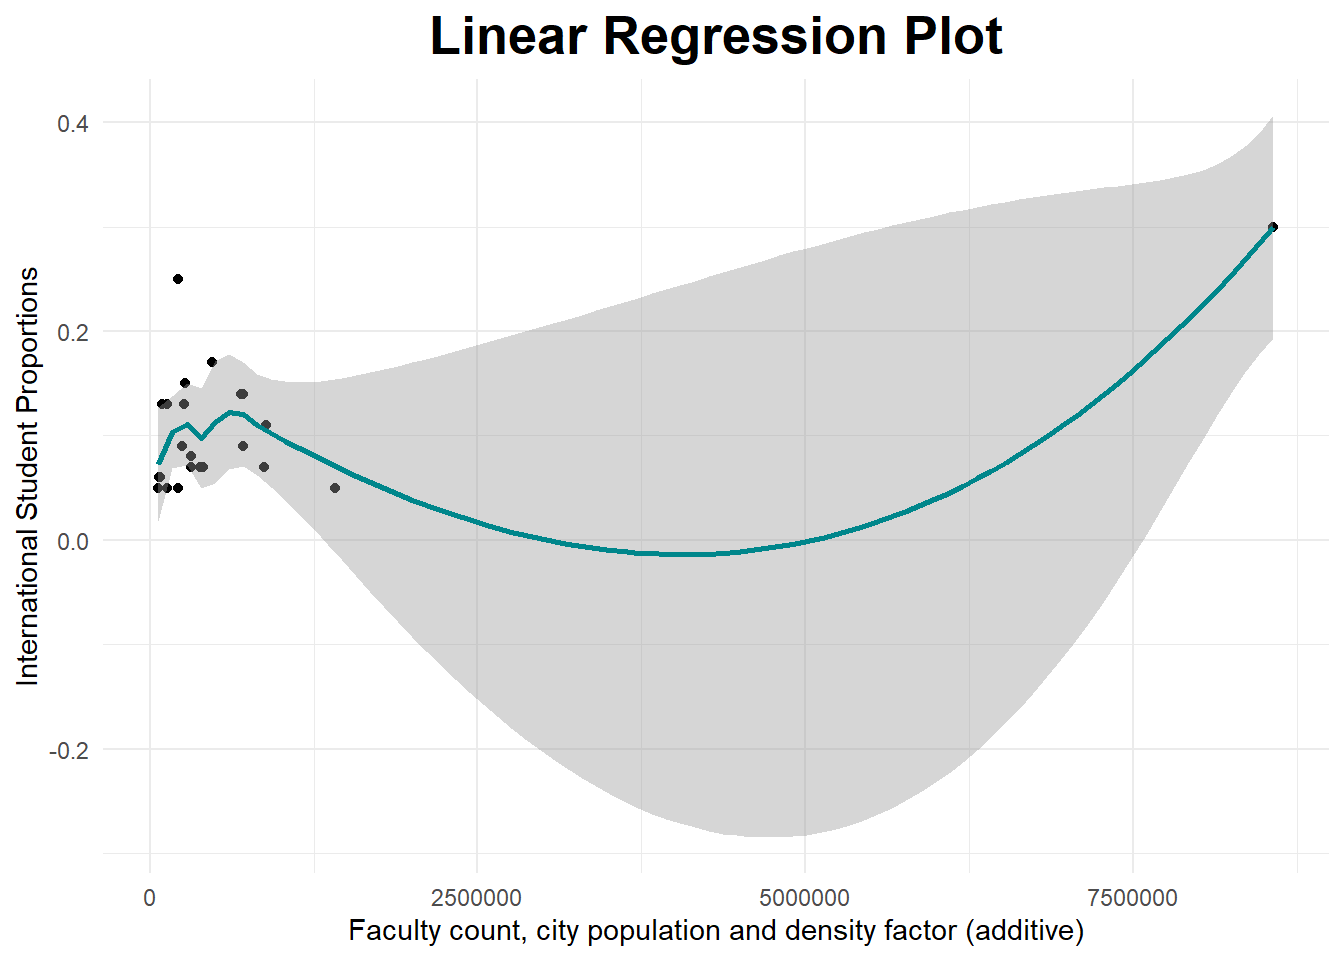 Linear Regression Plot
International Student Proportions
0.4
0.2
0.0
-0.2
0
2500000
5000000
7500000
Faculty count, city population and density factor (additive)